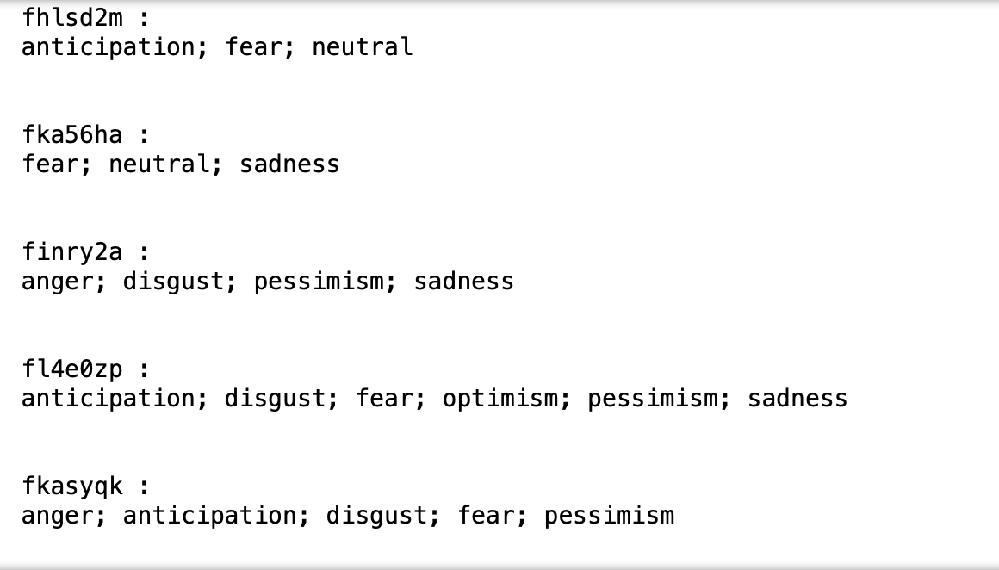 fhlsd2m :
anticipation; fear; neutral
fka56ha :
fear; neutral; sadness
finry2a :
anger; disgust; pessimism; sadness
fl4e0zp :
anticipation; disgust; fear; optimism; pessimism; sadness
fkasyqk :
anger; anticipation; disgust; fear; pessimism